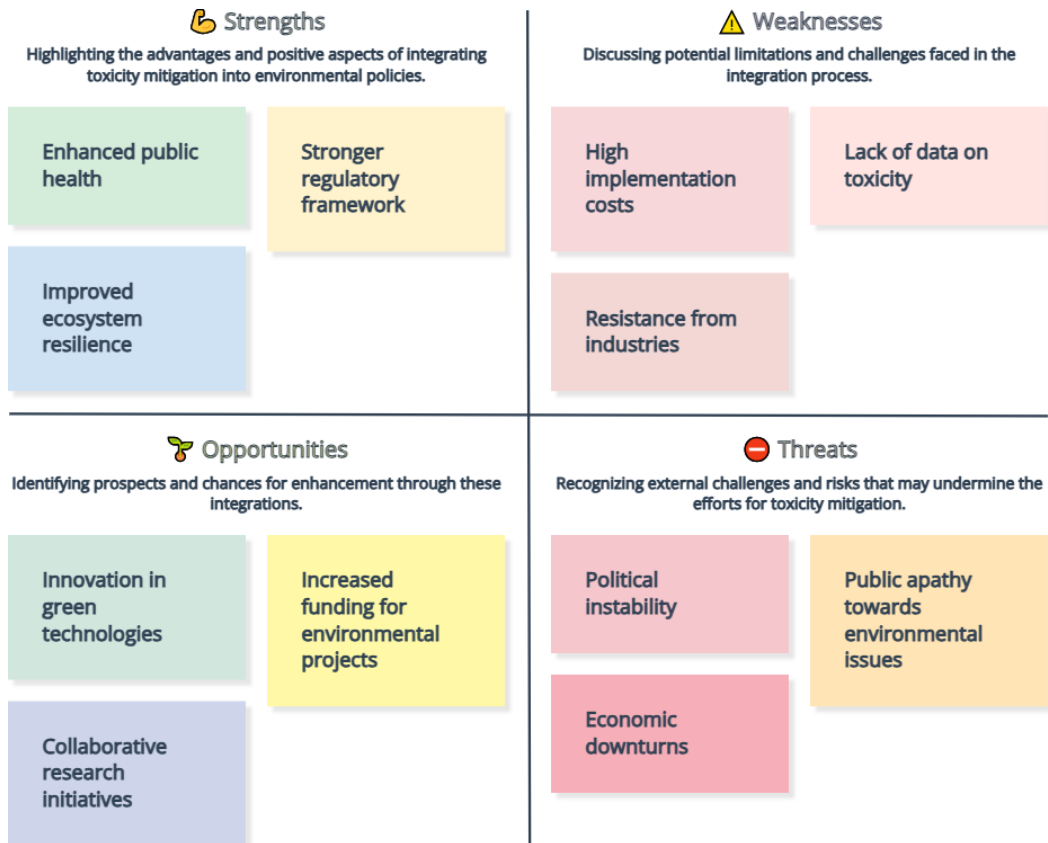 Strengths
Highlighting the advantages and positive aspects of integrating
toxicity mitigation into environmental policies.
Enhanced public
health
Stronger
regulatory
framework
Improved
ecosystem
resilience
Weaknesses
Discussing potential limitations and challenges faced in the
integration process.
High
implementation
costs
Lack of data on
toxicity
Resistance from
industries
Opportunities
Identifying prospects and chances for enhancement through these
integrations.
Innovation in
green
technologies
Increased
funding for
environmental
projects
Collaborative
research
initiatives
Threats
Recognizing external challenges and risks that may undermine the
efforts for toxicity mitigation.
Political
instability
Public apathy
towards
environmental
issues
Economic
downturns